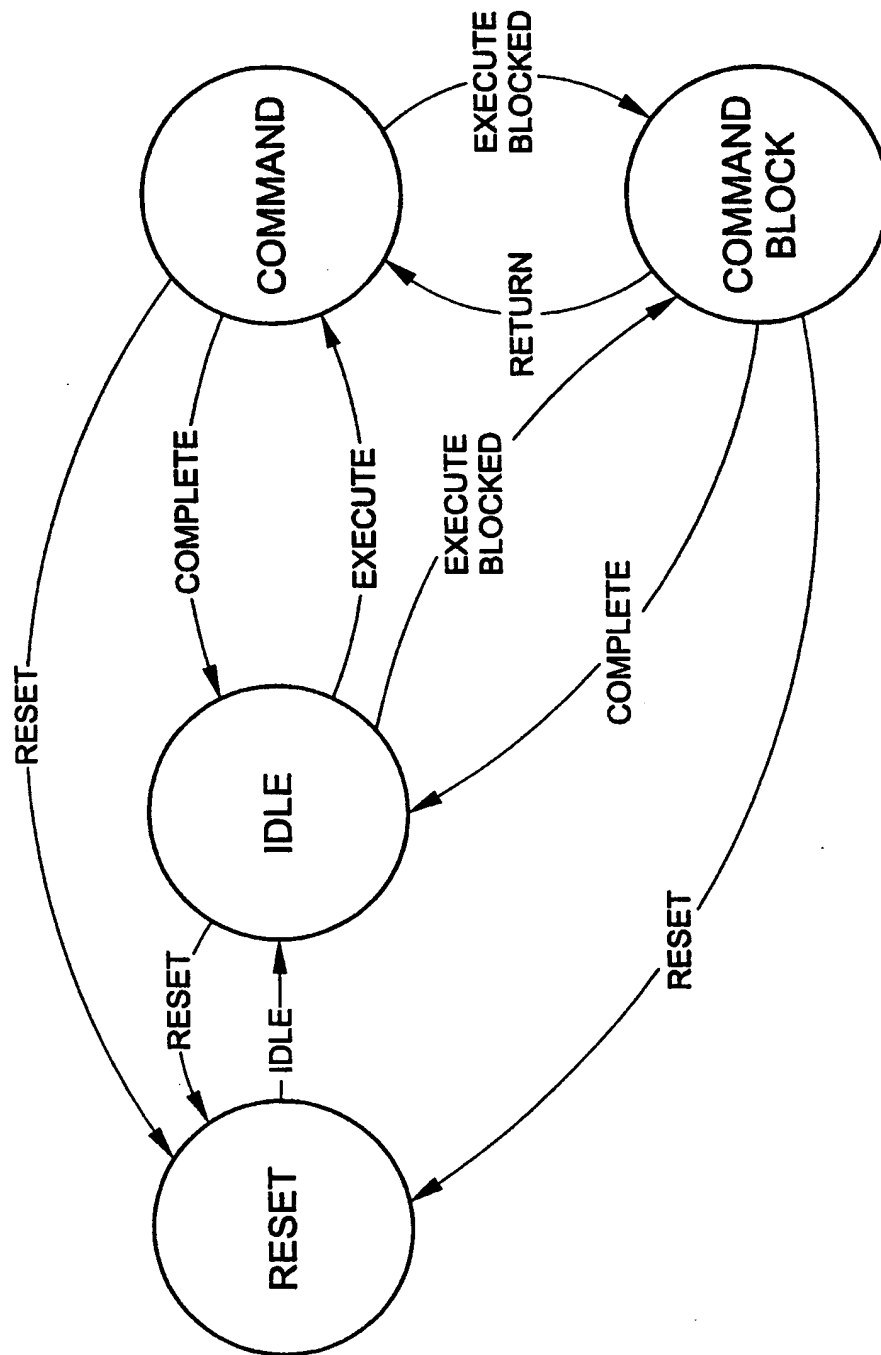 RESET
RESET
COMPLETE
RESET
IDLE
IDLE
COMMAND
EXECUTE
EXECUTE
BLOCKED
EXECUTE
BLOCKED
RETURN
COMPLETE
RESET
COMMAND
BLOCK